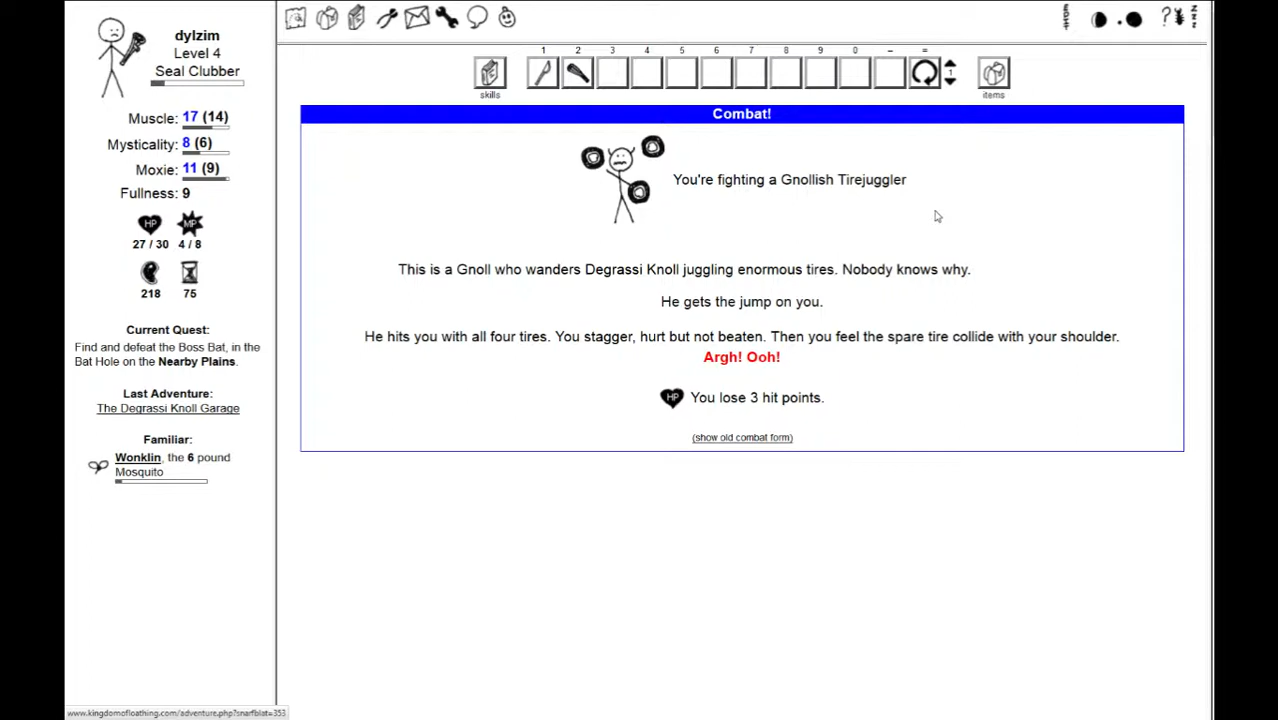 dylzim
Level 4
Seal Clubber
Muscle: 17 (14)
Mysticality: 8 (6)
Moxie: 11 (9)
Fullness: 9
HP MP
27 / 30 4 / 8
218 75
Current Quest:
Find and defeat the Boss Bat, in the
Bat Hole on the Nearby Plains.
Last Adventure:
The Degrassi Knoll Garage
Familiar:
Wonklin, the 6 pound
Mosquito
1 2 3 4 5 6 7 8 9 0 – =
1
skills items
Combat!
You're fighting a Gnollish Tirejuggler
This is a Gnoll who wanders Degrassi Knoll juggling enormous tires. Nobody knows why.
He gets the jump on you.
He hits you with all four tires. You stagger, hurt but not beaten. Then you feel the spare tire collide with your shoulder.
Argh! Ooh!
HP You lose 3 hit points.
(show old combat form)
www.kingdomofloathing.com/adventure.php?snarfblat=353